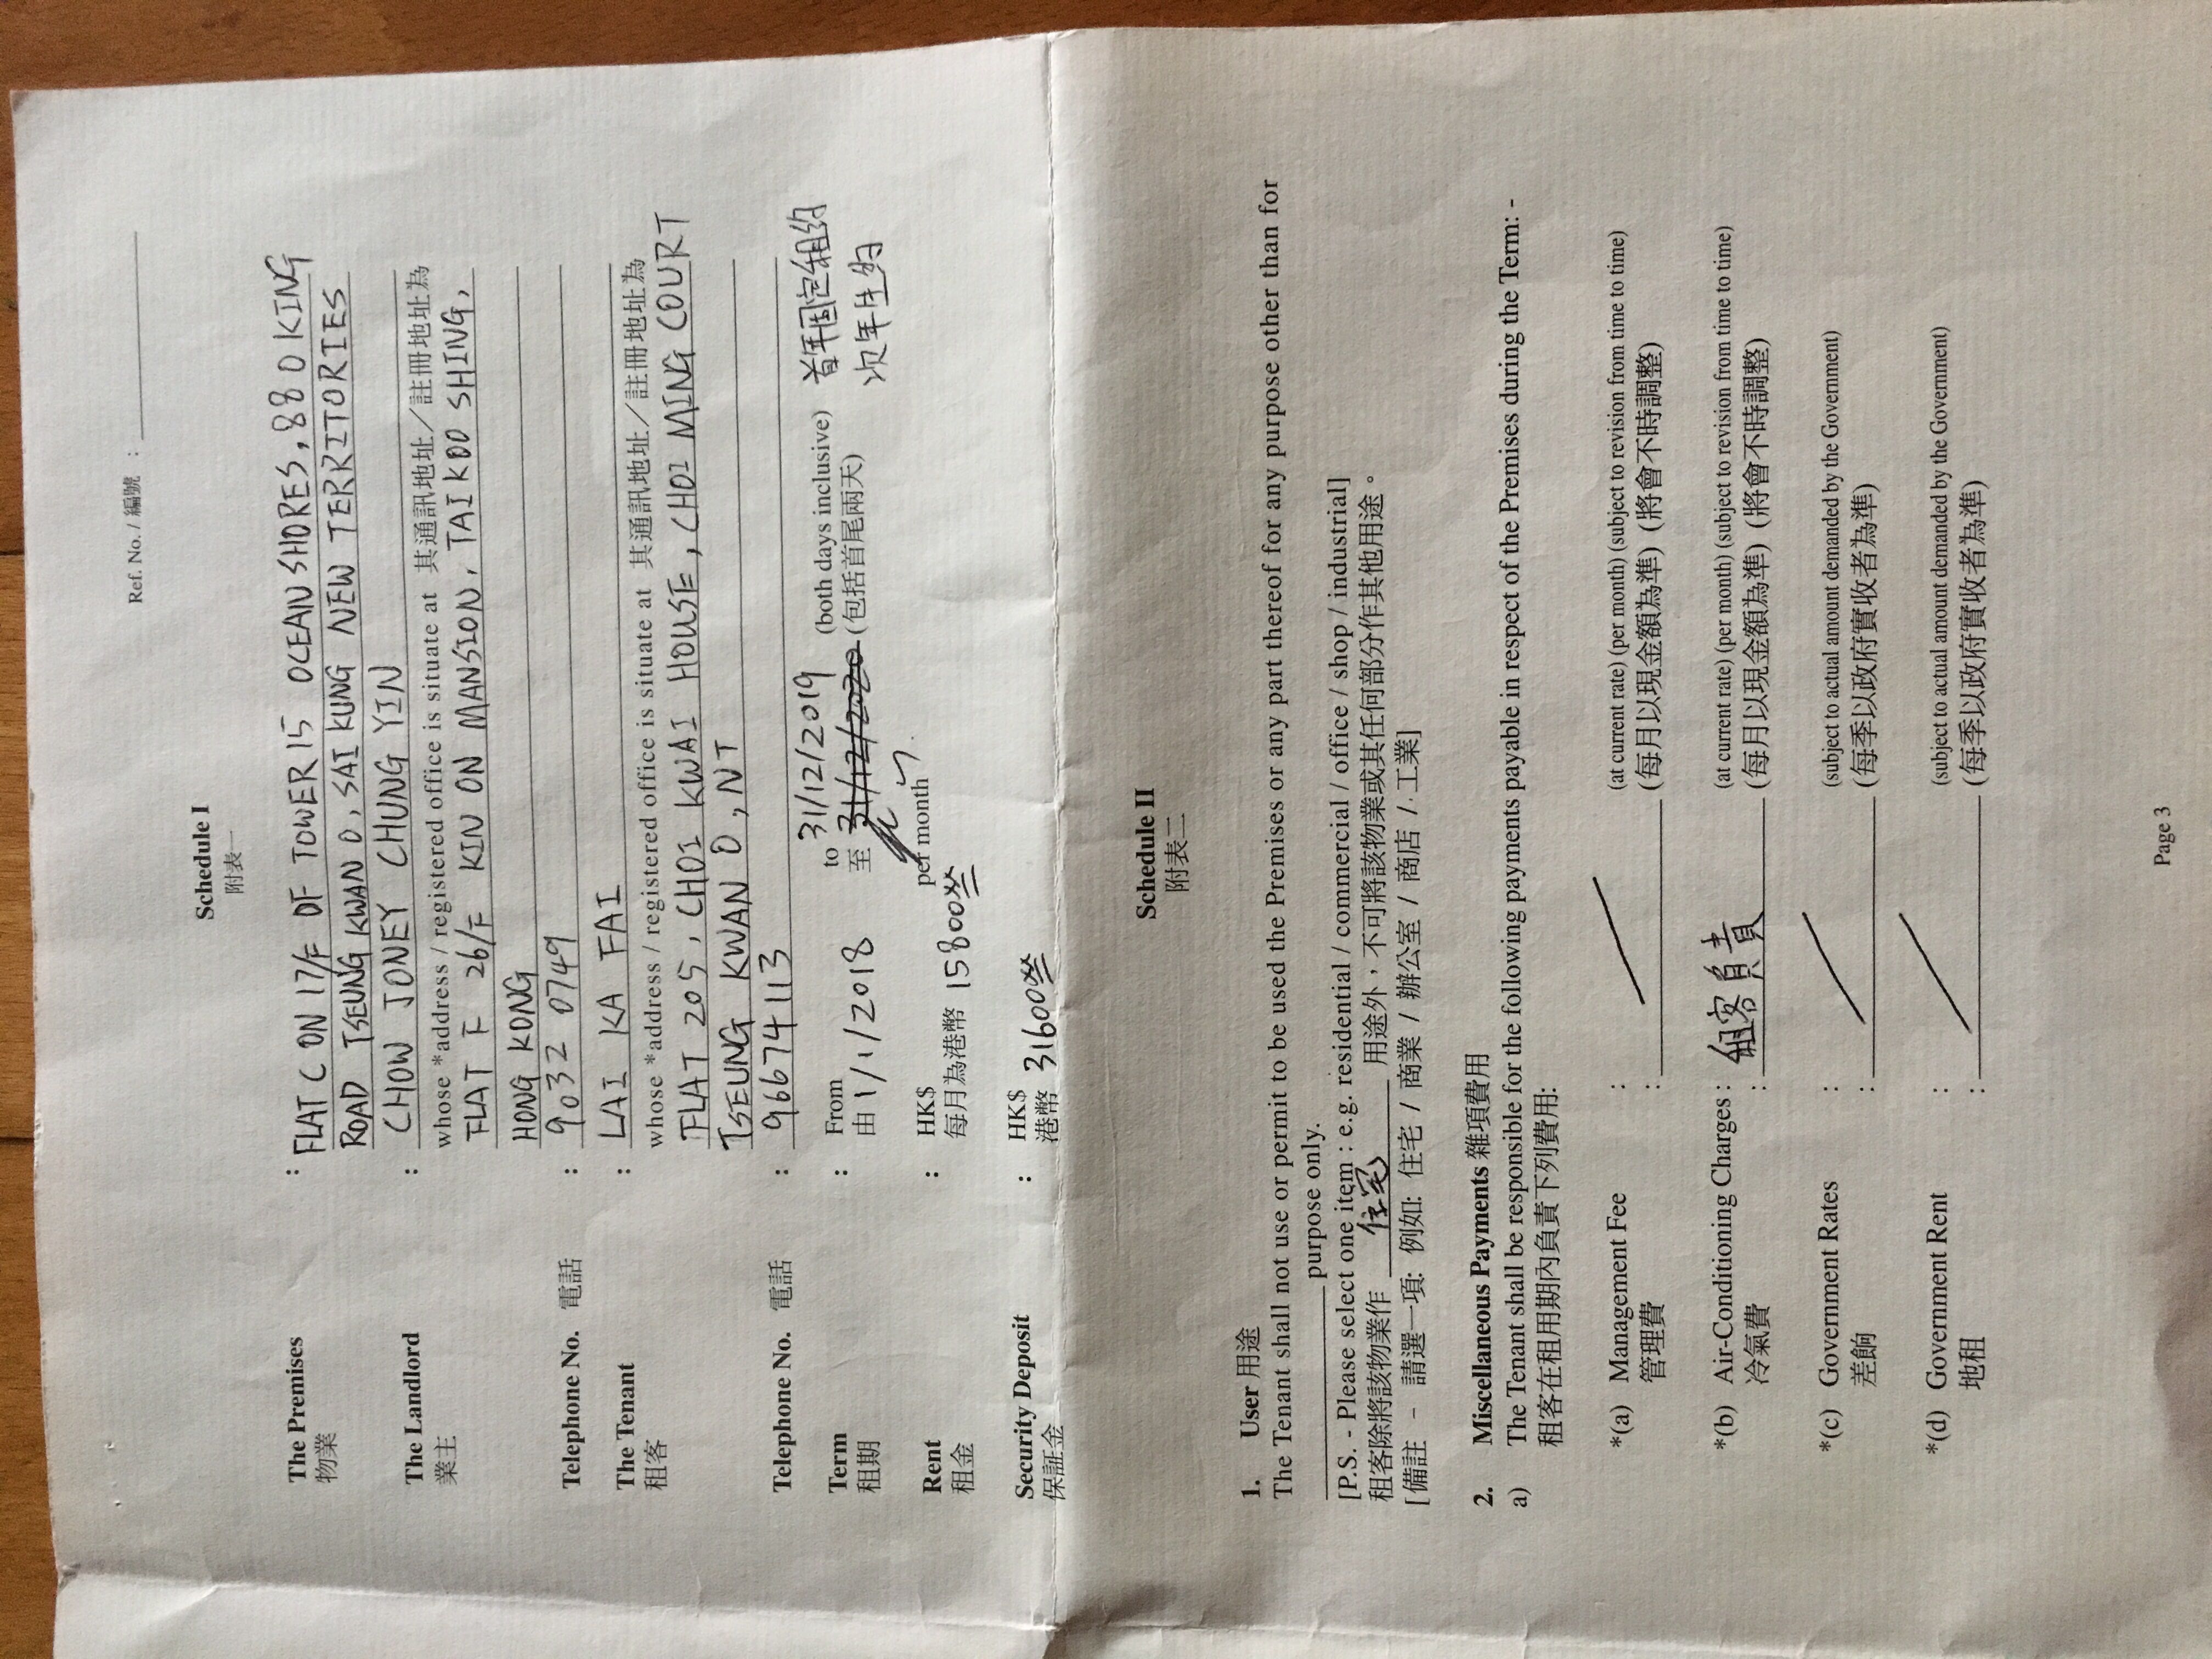 Ref. No. / 編號 :
Schedule I
附表一
The Premises : FLAT C ON 17/F OF TOWER 15 OCEAN SHORES, 88 O KING
物業 ROAD TSEUNG KWAN O, SAI KUNG NEW TERRITORIES
The Landlord : CHOW JONEY CHUNG YIN
業主 whose *address / registered office is situate at 其通訊地址／註冊地址為
FLAT F 26/F KIN ON MANSION, TAI KOO SHING,
HONG KONG
Telephone No. 電話 : 9032 0749
The Tenant : LAI KA FAI
租客 whose *address / registered office is situate at 其通訊地址／註冊地址為
FLAT 205, CHOI KWAI HOUSE, CHOI MING COURT
TSEUNG KWAN O, NT
Telephone No. 電話 : 96674113
Term : From to 31/12/2019 (both days inclusive) 首年固定租約
租期 由 1/1/2018 至 31/12/2020 (包括首尾兩天) 次年生約
Rent : HK$ per month
租金 每月為港幣 15800
Security Deposit : HK$
保証金 港幣 31600
Schedule II
附表二
1. User 用途
The Tenant shall not use or permit to be used the Premises or any part thereof for any purpose other than for
purpose only.
[P.S. - Please select one item : e.g. residential / commercial / office / shop / industrial]
租客除將該物業作 住宅 用途外，不可將該物業或其任何部分作其他用途。
[備註 - 請選一項: 例如: 住宅 / 商業 / 辦公室 / 商店 / 工業]
2. Miscellaneous Payments 雜項費用
a) The Tenant shall be responsible for the following payments payable in respect of the Premises during the Term: -
租客在租用期內負責下列費用:
*(a) Management Fee : (at current rate) (per month) (subject to revision from time to time)
管理費 : (每月以現金額為準) (將會不時調整)
*(b) Air-Conditioning Charges : 租客負責 (at current rate) (per month) (subject to revision from time to time)
冷氣費 : (每月以現金額為準) (將會不時調整)
*(c) Government Rates : (subject to actual amount demanded by the Government)
差餉 : (每季以政府實收者為準)
*(d) Government Rent : (subject to actual amount demanded by the Government)
地租 : (每季以政府實收者為準)
Page 3